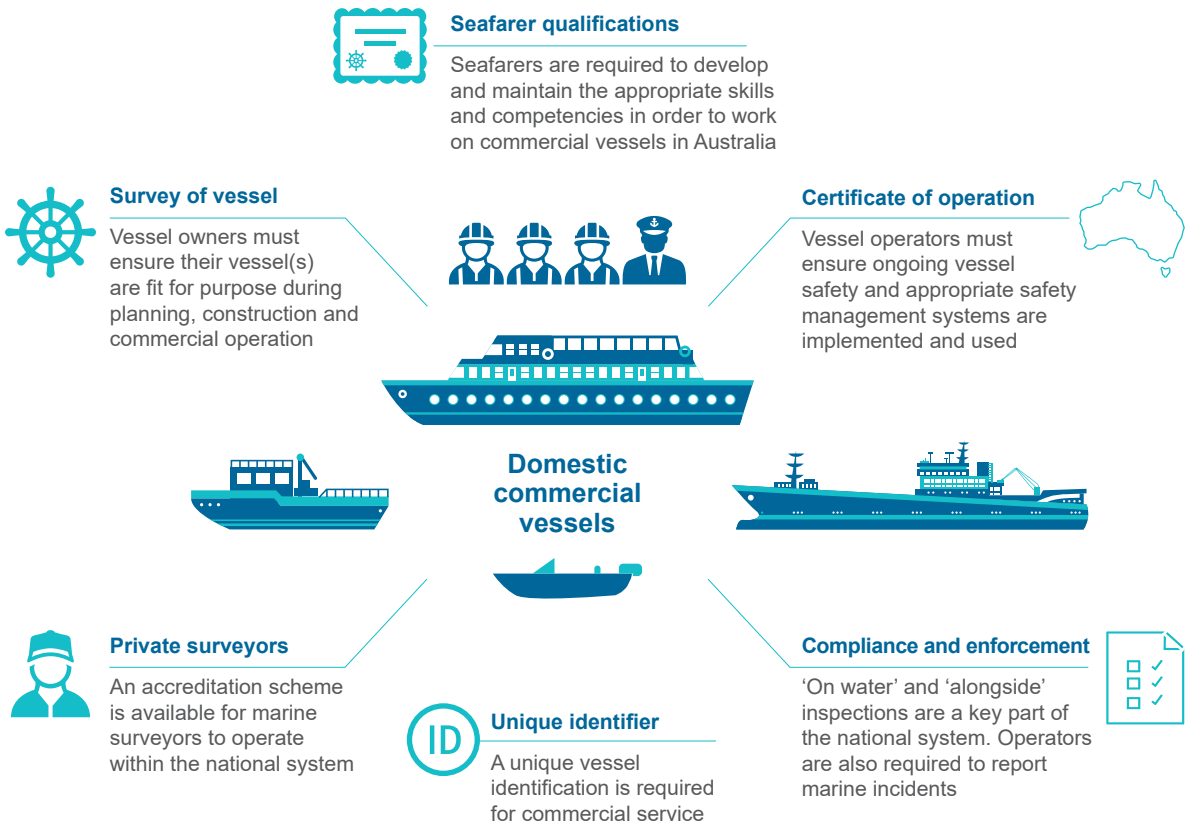 Seafarer qualifications
Seafarers are required to develop
and maintain the appropriate skills
and competencies in order to work
on commercial vessels in Australia
Survey of vessel
Vessel owners must
ensure their vessel(s)
are fit for purpose during
planning, construction and
commercial operation
Certificate of operation
Vessel operators must
ensure ongoing vessel
safety and appropriate safety
management systems are
implemented and used
Domestic
commercial
vessels
Private surveyors
An accreditation scheme
is available for marine
surveyors to operate
within the national system
ID
Unique identifier
A unique vessel
identification is required
for commercial service
Compliance and enforcement
‘On water’ and ‘alongside’
inspections are a key part of
the national system. Operators
are also required to report
marine incidents